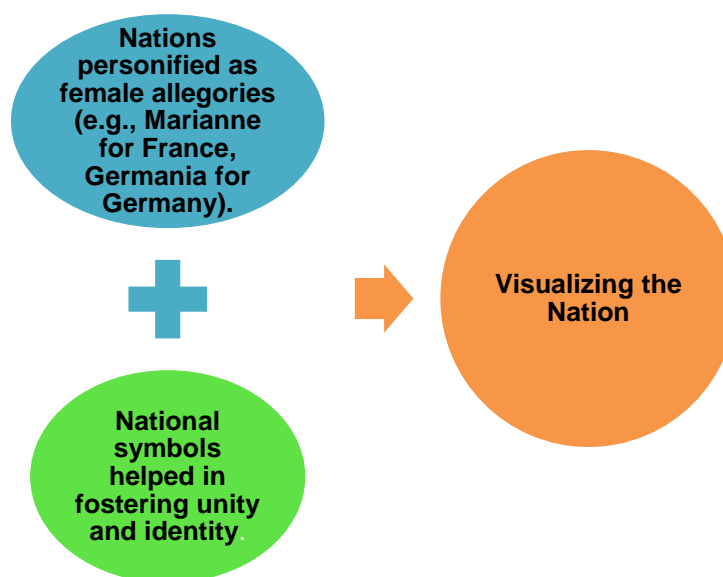 Nations
personified as
female allegories
(e.g., Marianne
for France,
Germania for
Germany).
National
symbols
helped in
fostering unity
and identity.
Visualizing the
Nation